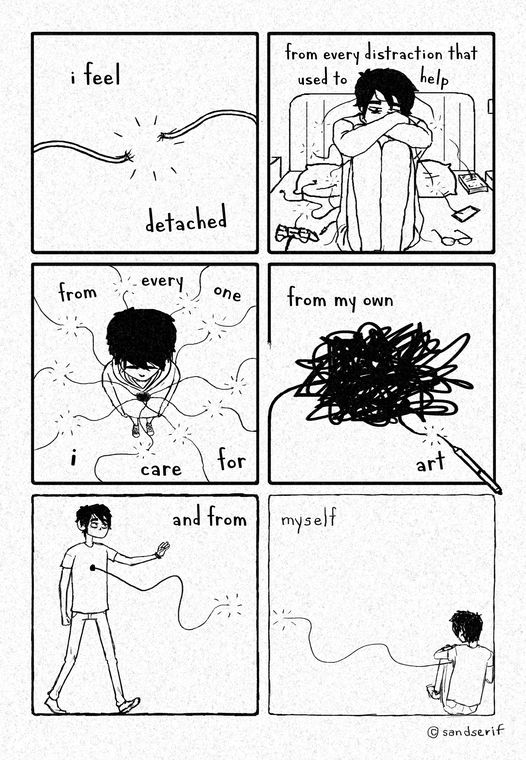 i feel
detached
from every distraction that
used to help
from every one
i care for
from my own
art
and from
myself
© sandserif